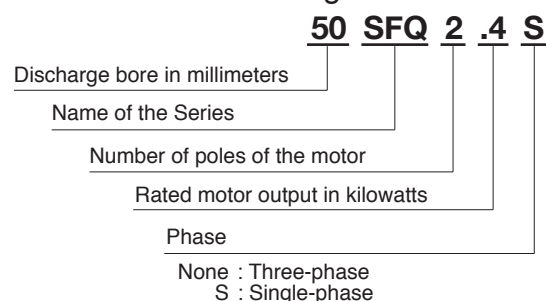 50 SFQ 2 .4 S
Discharge bore in millimeters
Name of the Series
Number of poles of the motor
Rated motor output in kilowatts
Phase
None : Three-phase
S : Single-phase